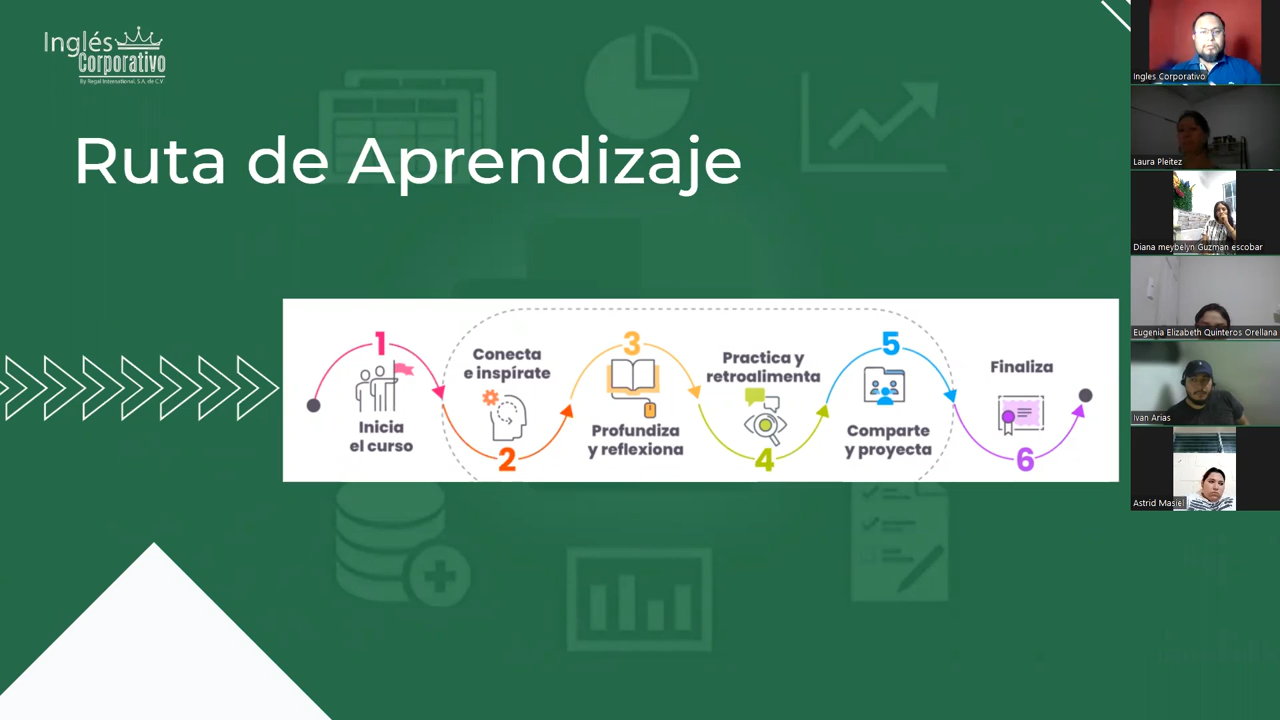 Inglés
Corporativo
By Regal International, S.A. de C.V
Ruta de Aprendizaje
1
Inicia
el curso
Conecta
e inspírate
2
3
Profundiza
y reflexiona
Practica y
retroalimenta
4
5
Comparte
y proyecta
Finaliza
6
Ingles Corporativo
Laura Pleitez
Diana meybelyn Guzman escobar
Eugenia Elizabeth Quinteros Orellana
Ivan Arias
Astrid Masiel